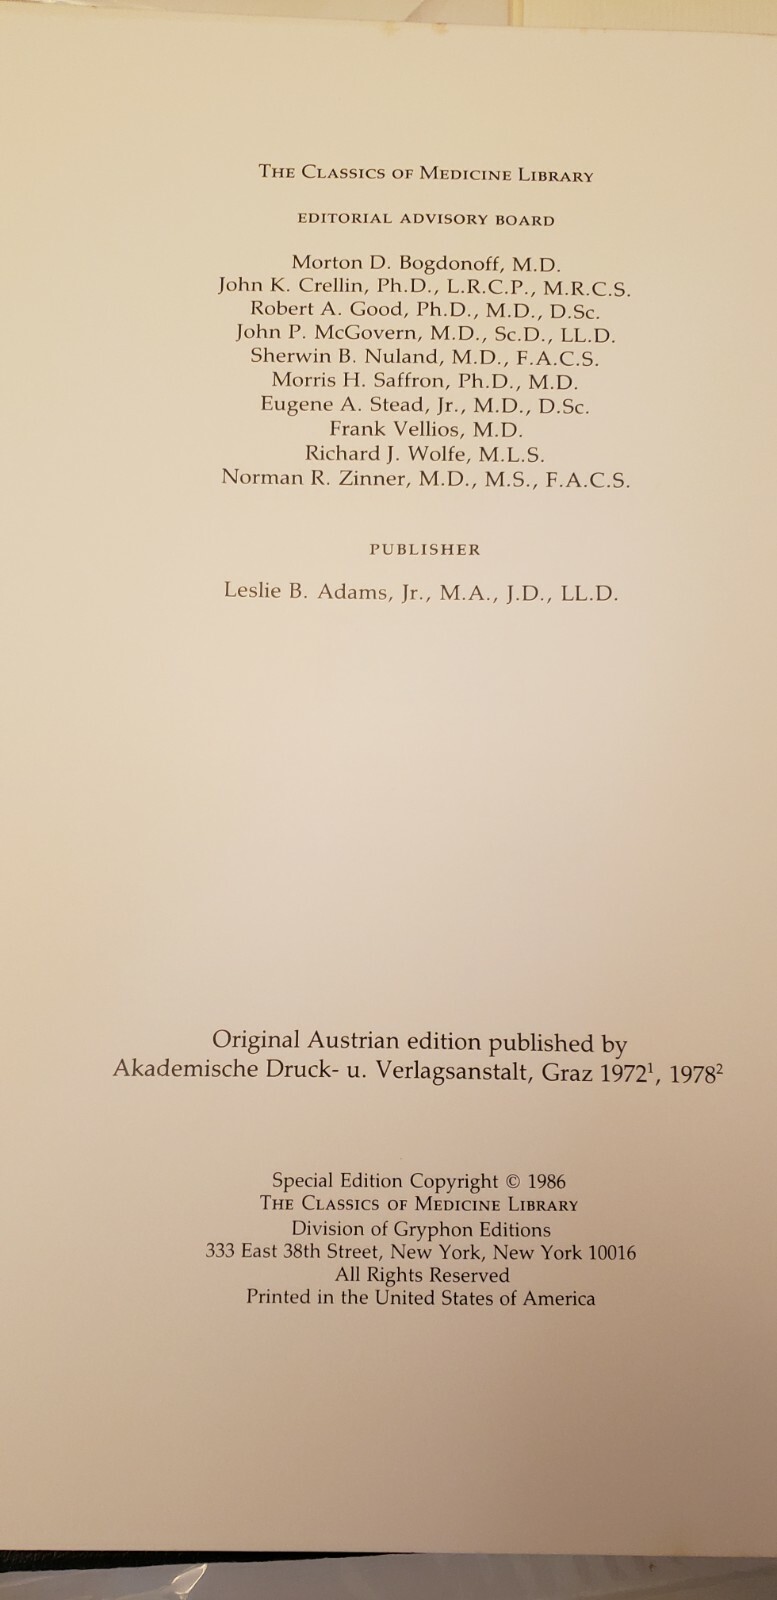 THE CLASSICS OF MEDICINE LIBRARY
EDITORIAL ADVISORY BOARD
Morton D. Bogdonoff, M.D.
John K. Crellin, Ph.D., L.R.C.P., M.R.C.S.
Robert A. Good, Ph.D., M.D., D.Sc.
John P. McGovern, M.D., Sc.D., LL.D.
Sherwin B. Nuland, M.D., F.A.C.S.
Morris H. Saffron, Ph.D., M.D.
Eugene A. Stead, Jr., M.D., D.Sc.
Frank Vellios, M.D.
Richard J. Wolfe, M.L.S.
Norman R. Zinner, M.D., M.S., F.A.C.S.
PUBLISHER
Leslie B. Adams, Jr., M.A., J.D., LL.D.
Original Austrian edition published by
Akademische Druck- u. Verlagsanstalt, Graz 1972¹, 1978²
Special Edition Copyright © 1986
THE CLASSICS OF MEDICINE LIBRARY
Division of Gryphon Editions
333 East 38th Street, New York, New York 10016
All Rights Reserved
Printed in the United States of America